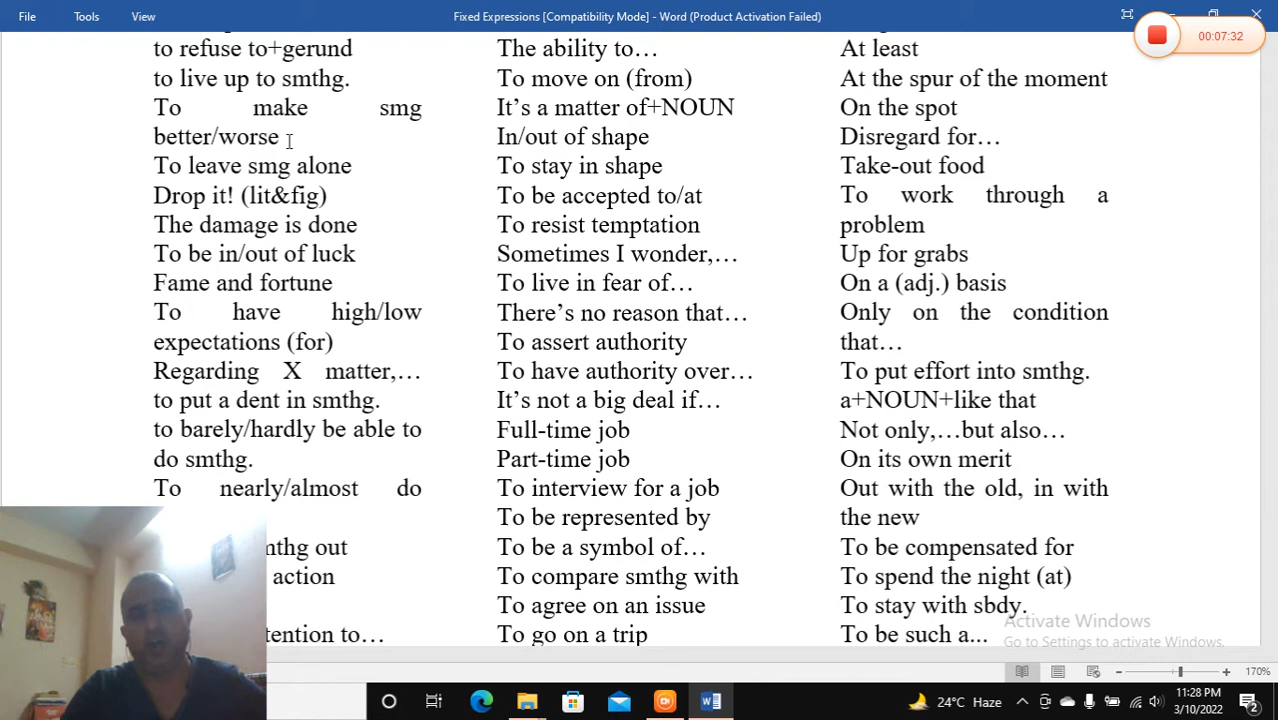 File Tools View Fixed Expressions [Compatibility Mode] - Word (Product Activation Failed)
00:07:32
to refuse to+gerund
to live up to smthg.
To make smg
better/worse
To leave smg alone
Drop it! (lit&fig)
The damage is done
To be in/out of luck
Fame and fortune
To have high/low
expectations (for)
Regarding X matter,…
to put a dent in smthg.
to barely/hardly be able to
do smthg.
To nearly/almost do
out
action
to…
The ability to…
To move on (from)
It’s a matter of+NOUN
In/out of shape
To stay in shape
To be accepted to/at
To resist temptation
Sometimes I wonder,…
To live in fear of…
There’s no reason that…
To assert authority
To have authority over…
It’s not a big deal if…
Full-time job
Part-time job
To interview for a job
To be represented by
To be a symbol of…
To compare smthg with
To agree on an issue
To go on a trip
At least
At the spur of the moment
On the spot
Disregard for…
Take-out food
To work through a
problem
Up for grabs
On a (adj.) basis
Only on the condition
that…
To put effort into smthg.
a+NOUN+like that
Not only,…but also…
On its own merit
Out with the old, in with
the new
To be compensated for
To spend the night (at)
To stay with sbdy.
To be such a...
Activate Windows
Go to Settings to activate Windows.
170%
24°C Haze
11:28 PM
3/10/2022
2